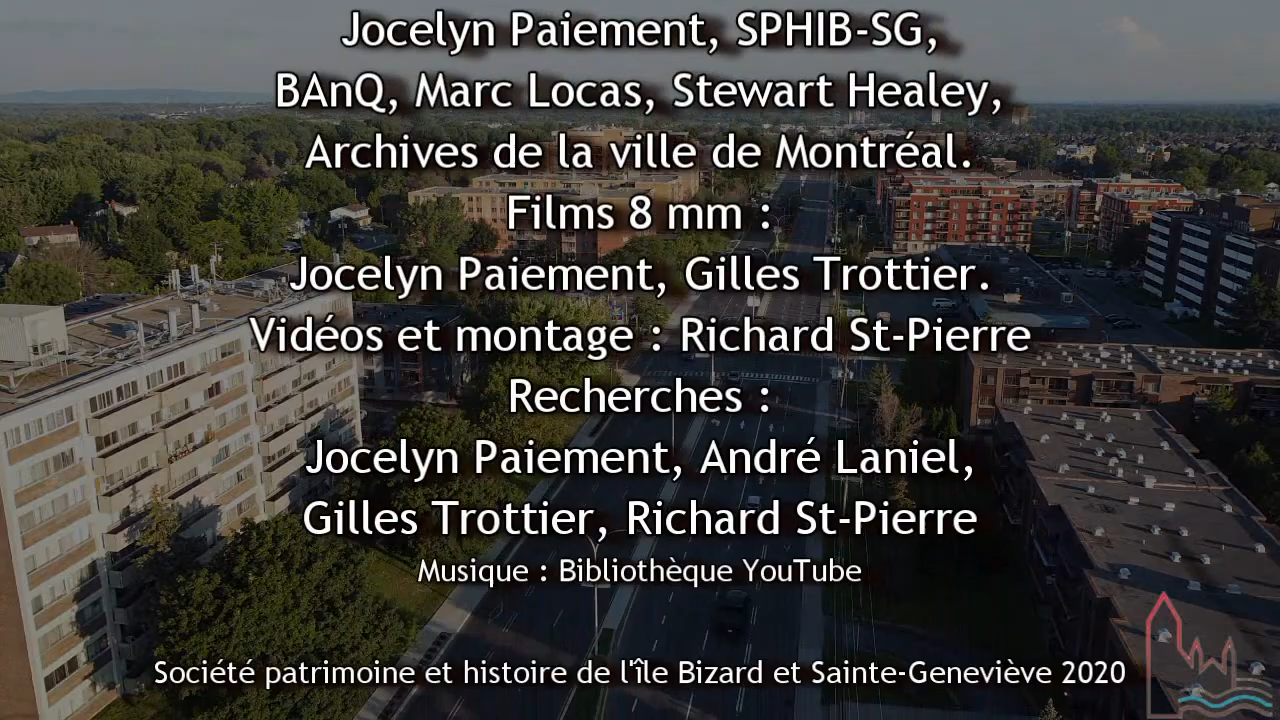 Jocelyn Paiement, SPHIB-SG,
BAnQ, Marc Locas, Stewart Healey,
Archives de la ville de Montréal.
Films 8 mm :
Jocelyn Paiement, Gilles Trottier.
Vidéos et montage : Richard St-Pierre
Recherches :
Jocelyn Paiement, André Laniel,
Gilles Trottier, Richard St-Pierre
Musique : Bibliothèque YouTube
Société patrimoine et histoire de l'île Bizard et Sainte-Geneviève 2020